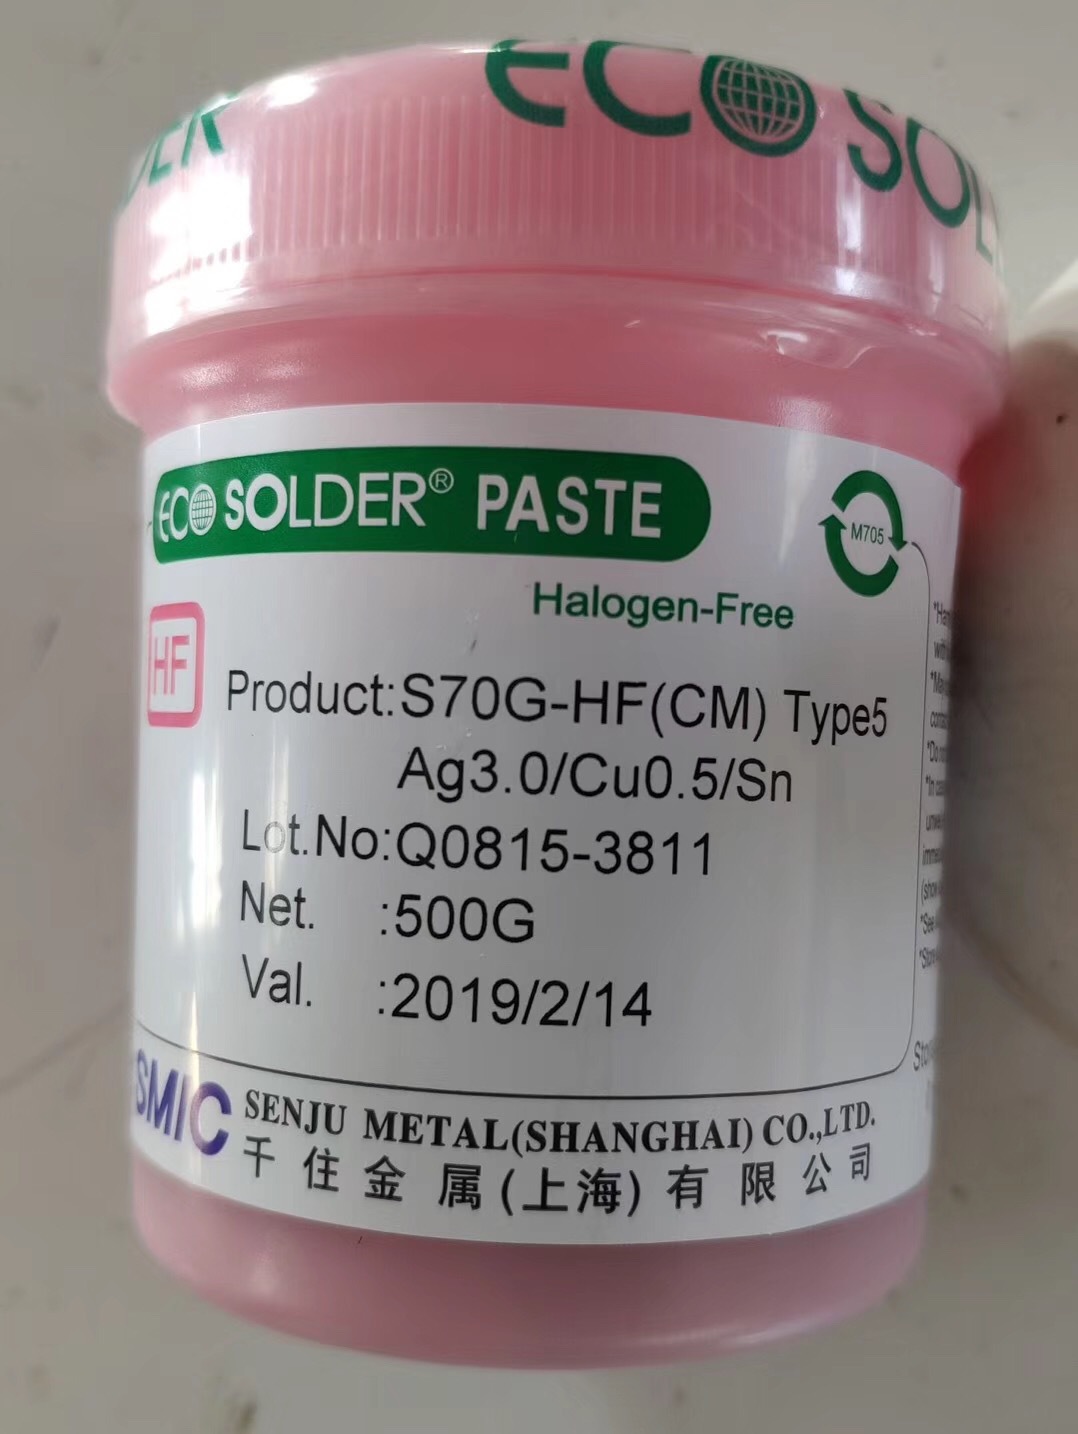 ECO SOLDER
ECO SOLDER® PASTE
M705
Halogen-Free
HF
Product:S70G-HF(CM) Type5
Ag3.0/Cu0.5/Sn
Lot.No:Q0815-3811
Net. :500G
Val. :2019/2/14
SMIC
SENJU METAL(SHANGHAI) CO.,LTD.
千住金属(上海)有限公司